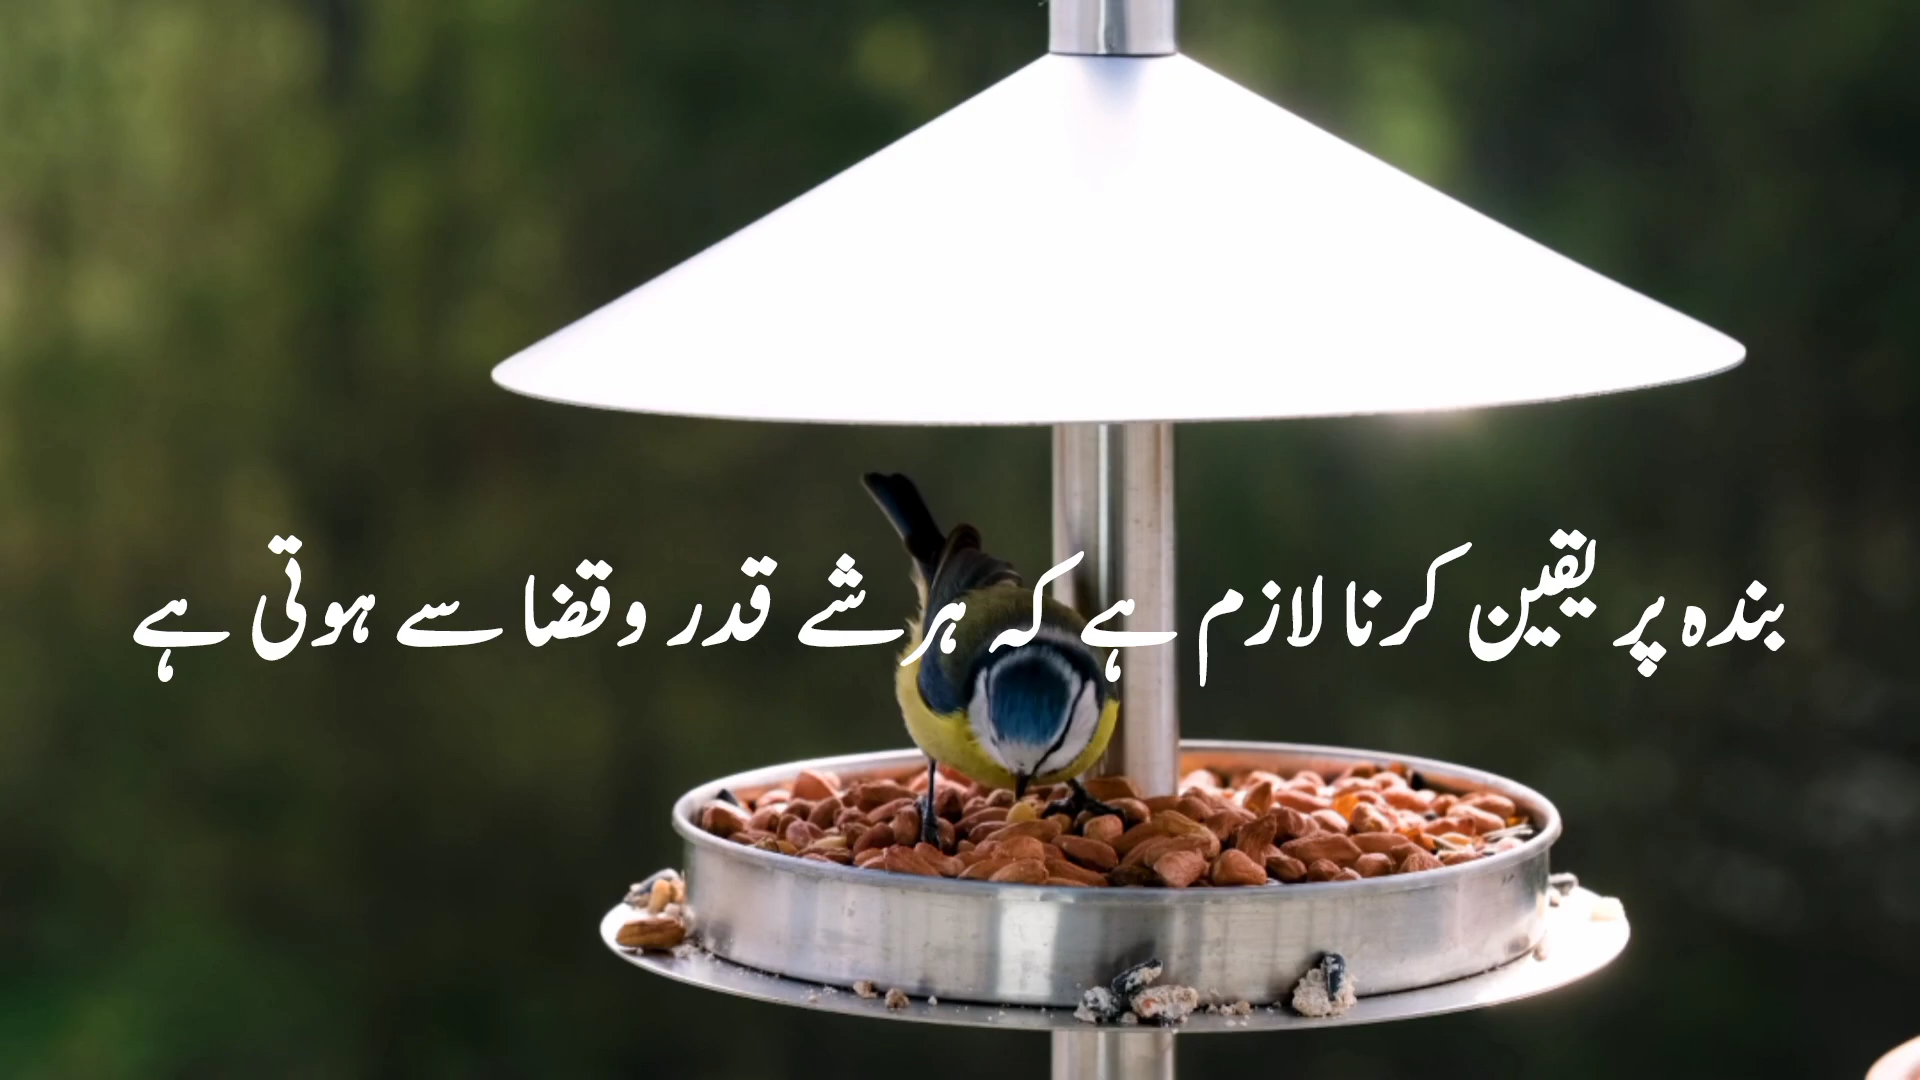 بندہ پر یقین کرنا لازم ہے کہ ہر شے قدر و قضا سے ہوتی ہے